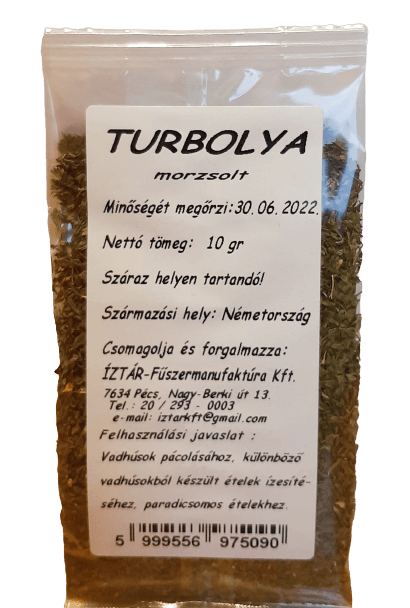 TURBOLYA
morzsolt
Minőségét megőrzi:30.06.2022.
Nettó tömeg: 10 gr
Száraz helyen tartandó!
Származási hely: Németország
Csomagolja és forgalmazza:
ÍZTÁR-Fűszermanufaktúra Kft.
7634 Pécs, Nagy-Berki út 13.
Tel.: 20 / 293 - 0003
e-mail: iztarkft@gmail.com
Felhasználási javaslat :
Vadhúsok pácolásához, különböző
vadhúsokból készült ételek ízesíté-
séhez, paradicsomos ételekhez.
5 999556 975090